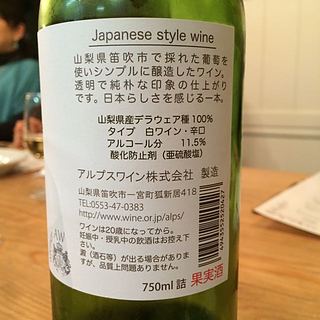 Japanese style wine
山梨県笛吹市で採れた葡萄を
使いシンプルに醸造したワイン。
透明で純朴な印象の仕上がり
です。日本らしさを感じる一本。
山梨県産デラウェア種 100%
タイプ 白ワイン・辛口
アルコール分 11.5%
酸化防止剤（亜硫酸塩）
アルプスワイン株式会社 製造
山梨県笛吹市一宮町狐新居418
TEL:0553-47-0383
http://www.wine.or.jp/alps/
ワインは20歳になってから。
妊娠中・授乳中の飲酒はお控え下
さい。
澱（酒石等）が出る場合があります
が、品質上問題ありません。
750ml 詰 果実酒